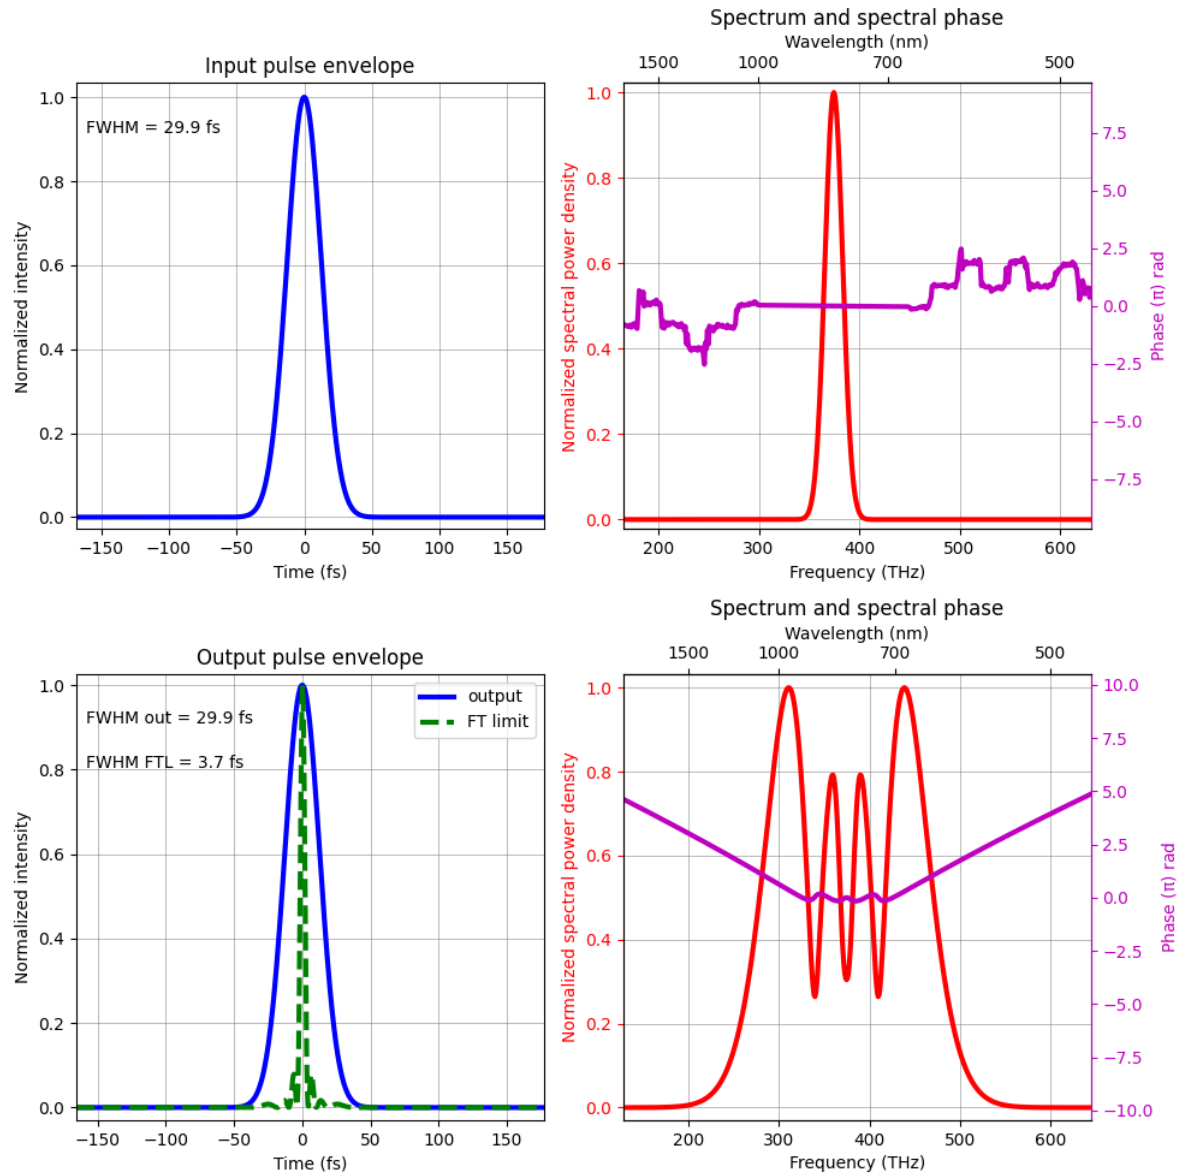 Input pulse envelope
FWHM = 29.9 fs
Normalized intensity
1.0
0.8
0.6
0.4
0.2
0.0
−150 −100 −50 0 50 100 150
Time (fs)
Spectrum and spectral phase
Wavelength (nm)
1500 1000 700 500
Normalized spectral power density
1.0
0.8
0.6
0.4
0.2
0.0
7.5
5.0
2.5
0.0
−2.5
−5.0
−7.5
Phase (π) rad
200 300 400 500 600
Frequency (THz)
Output pulse envelope
FWHM out = 29.9 fs
FWHM FTL = 3.7 fs
output
FT limit
Normalized intensity
1.0
0.8
0.6
0.4
0.2
0.0
−150 −100 −50 0 50 100 150
Time (fs)
Spectrum and spectral phase
Wavelength (nm)
1500 1000 700 500
Normalized spectral power density
1.0
0.8
0.6
0.4
0.2
0.0
10.0
7.5
5.0
2.5
0.0
−2.5
−5.0
−7.5
−10.0
Phase (π) rad
200 300 400 500 600
Frequency (THz)